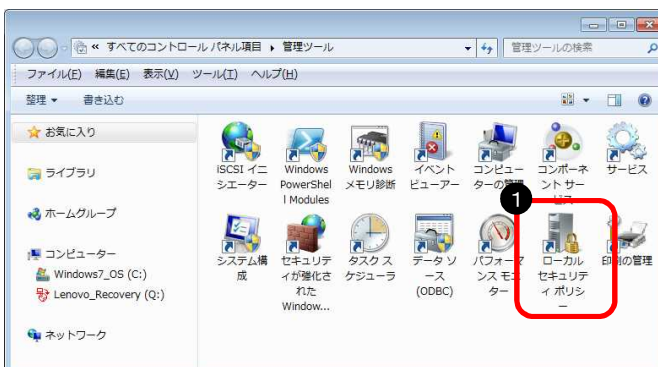 « すべてのコントロール パネル項目 ▸ 管理ツール
管理ツールの検索
ファイル(F) 編集(E) 表示(V) ツール(T) ヘルプ(H)
整理 ▼ 書き込む
お気に入り
ライブラリ
ホームグループ
コンピューター
Windows7_OS (C:)
Lenovo_Recovery (Q:)
ネットワーク
iSCSI イニ
シエーター
Windows
PowerShel
l Modules
Windows
メモリ診断
イベント
ビューアー
コンピュー
ターの管理
コンポーネ
ント サー
ビス
サービス
1
システム構
成
セキュリテ
ィが強化さ
れた
Window...
タスク ス
ケジューラ
データ ソ
ース
(ODBC)
パフォーマ
ンス モニ
ター
ローカル
セキュリテ
ィ ポリシ
ー
印刷の管理